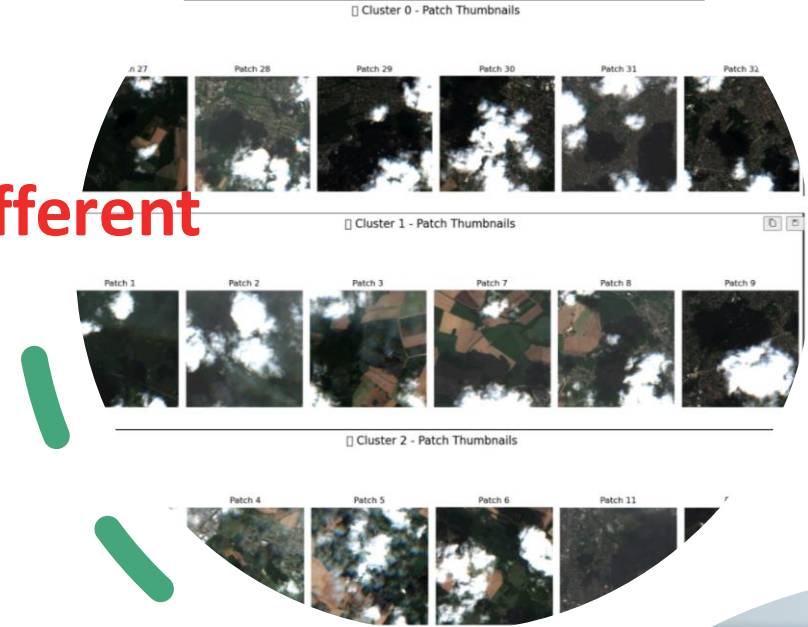 Cluster 0 - Patch Thumbnails
27 Patch 28 Patch 29 Patch 30 Patch 31 Patch 32
fferent
Cluster 1 - Patch Thumbnails
Patch 1 Patch 2 Patch 3 Patch 7 Patch 8 Patch 9
Cluster 2 - Patch Thumbnails
Patch 4 Patch 5 Patch 6 Patch 11